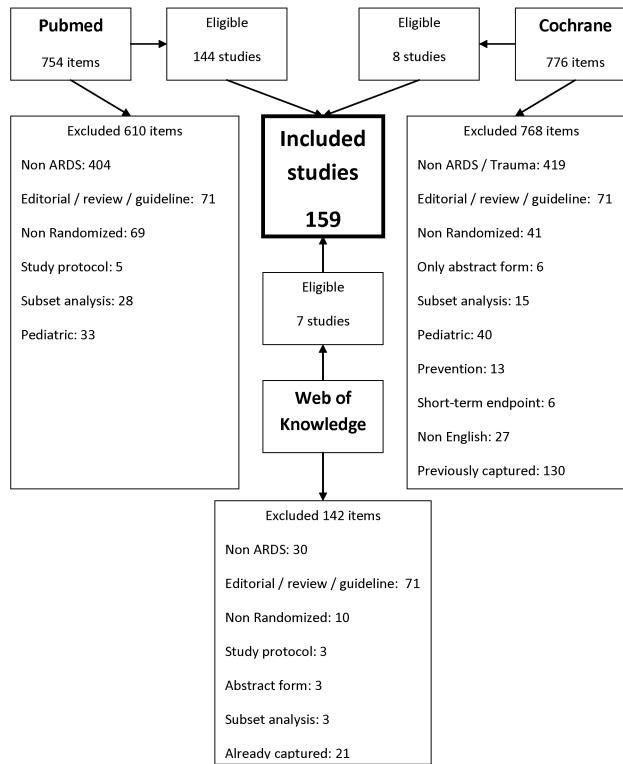 Pubmed
754 items
Eligible
144 studies
Eligible
8 studies
Cochrane
776 items
Excluded 610 items
Non ARDS: 404
Editorial / review / guideline: 71
Non Randomized: 69
Study protocol: 5
Subset analysis: 28
Pediatric: 33
Included
studies
159
Excluded 768 items
Non ARDS / Trauma: 419
Editorial / review / guideline: 71
Non Randomized: 41
Only abstract form: 6
Subset analysis: 15
Pediatric: 40
Prevention: 13
Short-term endpoint: 6
Non English: 27
Previously captured: 130
Eligible
7 studies
Web of
Knowledge
Excluded 142 items
Non ARDS: 30
Editorial / review / guideline: 71
Non Randomized: 10
Study protocol: 3
Abstract form: 3
Subset analysis: 3
Already captured: 21